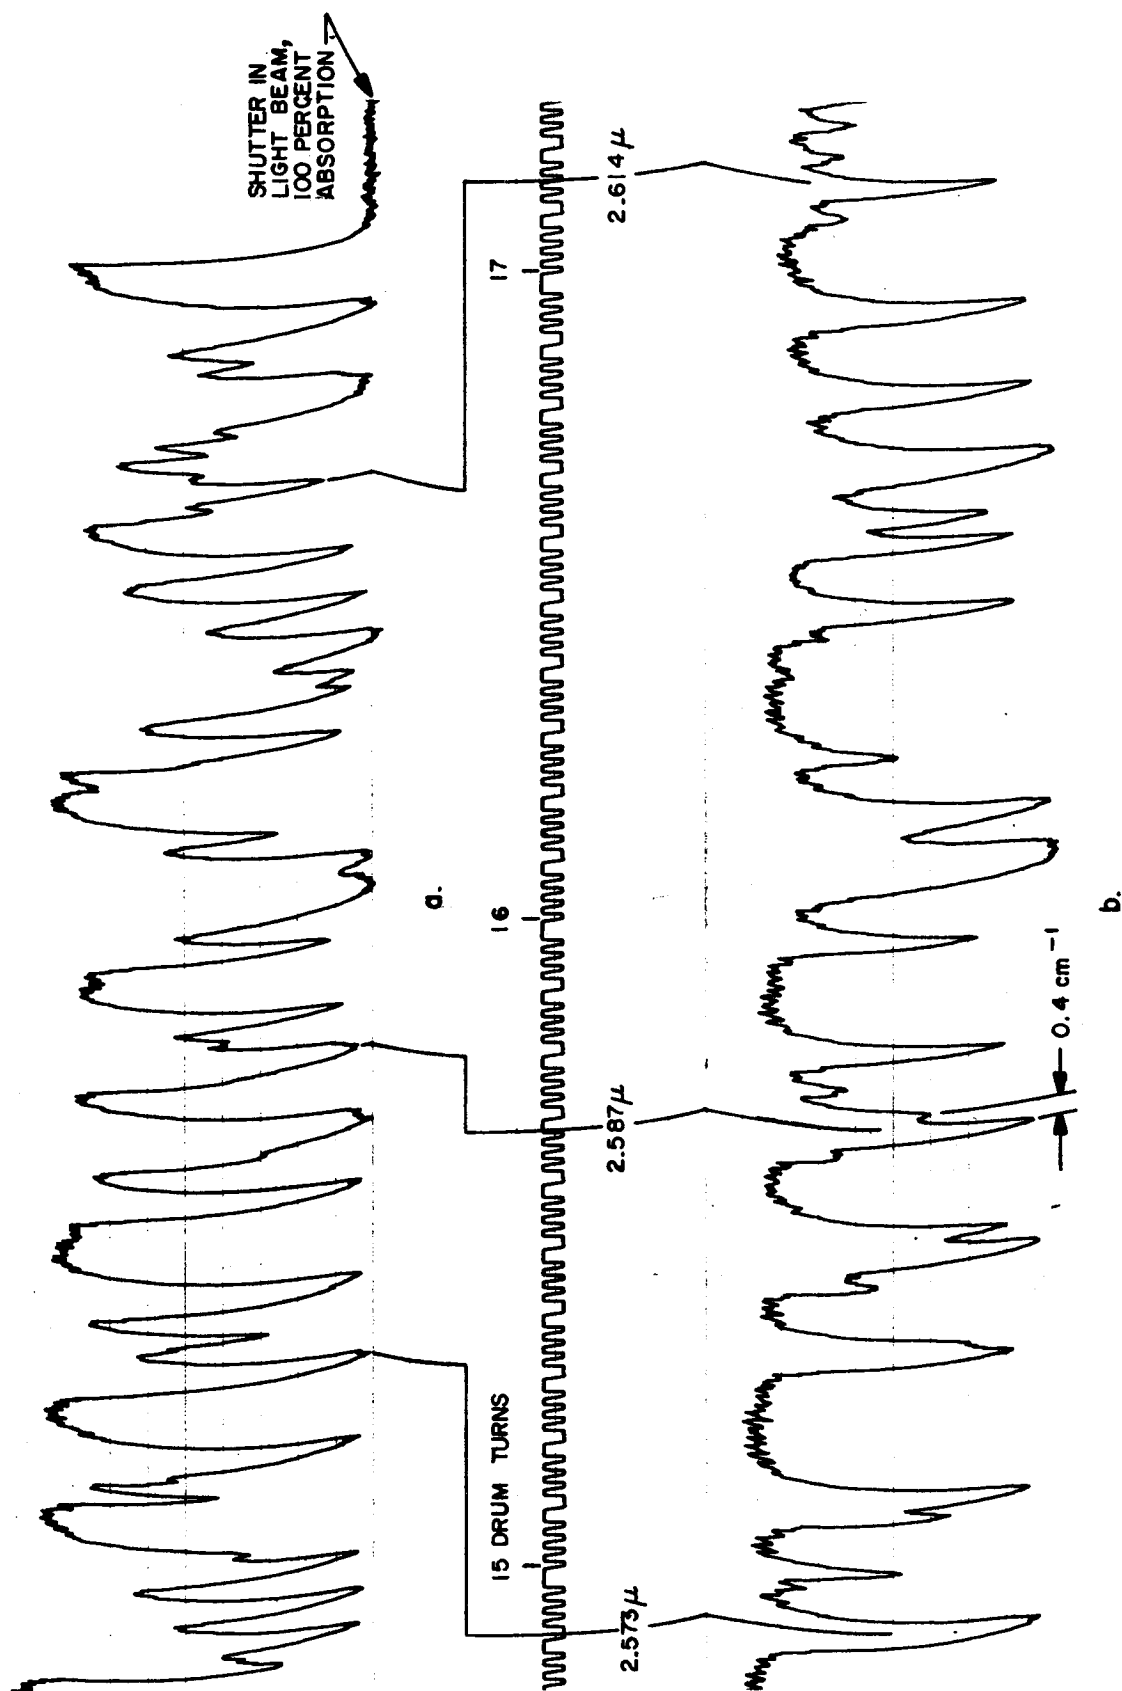 SHUTTER IN
LIGHT BEAM,
100 PERCENT
ABSORPTION
a.
15 DRUM TURNS
16
17
2.573μ
2.587μ
2.614μ
0.4 cm⁻¹
b.